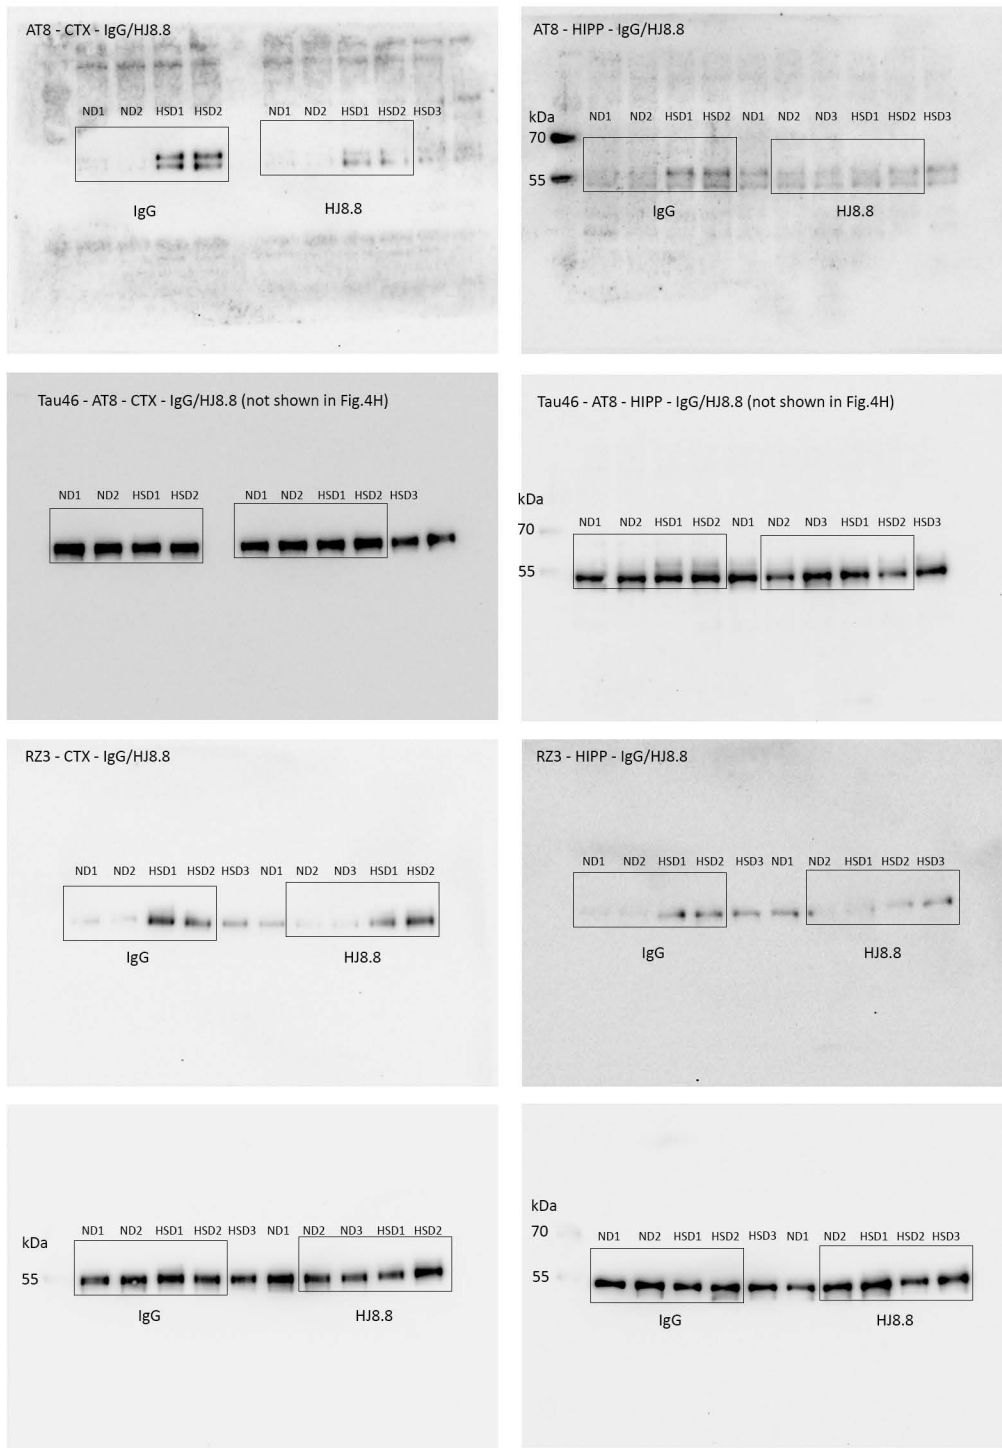 AT8 - CTX - IgG/HJ8.8
ND1 ND2 HSD1 HSD2 ND1 ND2 HSD1 HSD2 HSD3
IgG HJ8.8
AT8 - HIPP - IgG/HJ8.8
kDa ND1 ND2 HSD1 HSD2 ND1 ND2 ND3 HSD1 HSD2 HSD3
70
55
IgG HJ8.8
Tau46 - AT8 - CTX - IgG/HJ8.8 (not shown in Fig.4H)
ND1 ND2 HSD1 HSD2 ND1 ND2 HSD1 HSD2 HSD3
Tau46 - AT8 - HIPP - IgG/HJ8.8 (not shown in Fig.4H)
kDa
ND1 ND2 HSD1 HSD2 ND1 ND2 ND3 HSD1 HSD2 HSD3
70
55
RZ3 - CTX - IgG/HJ8.8
ND1 ND2 HSD1 HSD2 HSD3 ND1 ND2 ND3 HSD1 HSD2
IgG HJ8.8
RZ3 - HIPP - IgG/HJ8.8
ND1 ND2 HSD1 HSD2 HSD3 ND1 ND2 HSD1 HSD2 HSD3
IgG HJ8.8
ND1 ND2 HSD1 HSD2 HSD3 ND1 ND2 ND3 HSD1 HSD2
kDa
55
IgG HJ8.8
kDa
70
ND1 ND2 HSD1 HSD2 HSD3 ND1 ND2 HSD1 HSD2 HSD3
55
IgG HJ8.8